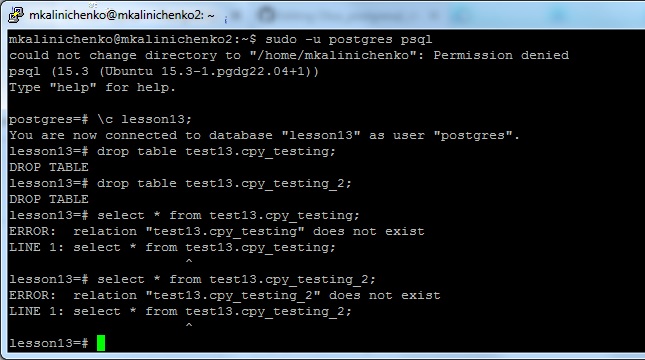 mkalinichenko@mkalinichenko2: ~
mkalinichenko@mkalinichenko2:~$ sudo -u postgres psql
could not change directory to "/home/mkalinichenko": Permission denied
psql (15.3 (Ubuntu 15.3-1.pgdg22.04+1))
Type "help" for help.
postgres=# \c lesson13;
You are now connected to database "lesson13" as user "postgres".
lesson13=# drop table test13.cpy_testing;
DROP TABLE
lesson13=# drop table test13.cpy_testing_2;
DROP TABLE
lesson13=# select * from test13.cpy_testing;
ERROR:  relation "test13.cpy_testing" does not exist
LINE 1: select * from test13.cpy_testing;
                      ^
lesson13=# select * from test13.cpy_testing_2;
ERROR:  relation "test13.cpy_testing_2" does not exist
LINE 1: select * from test13.cpy_testing_2;
                      ^
lesson13=#